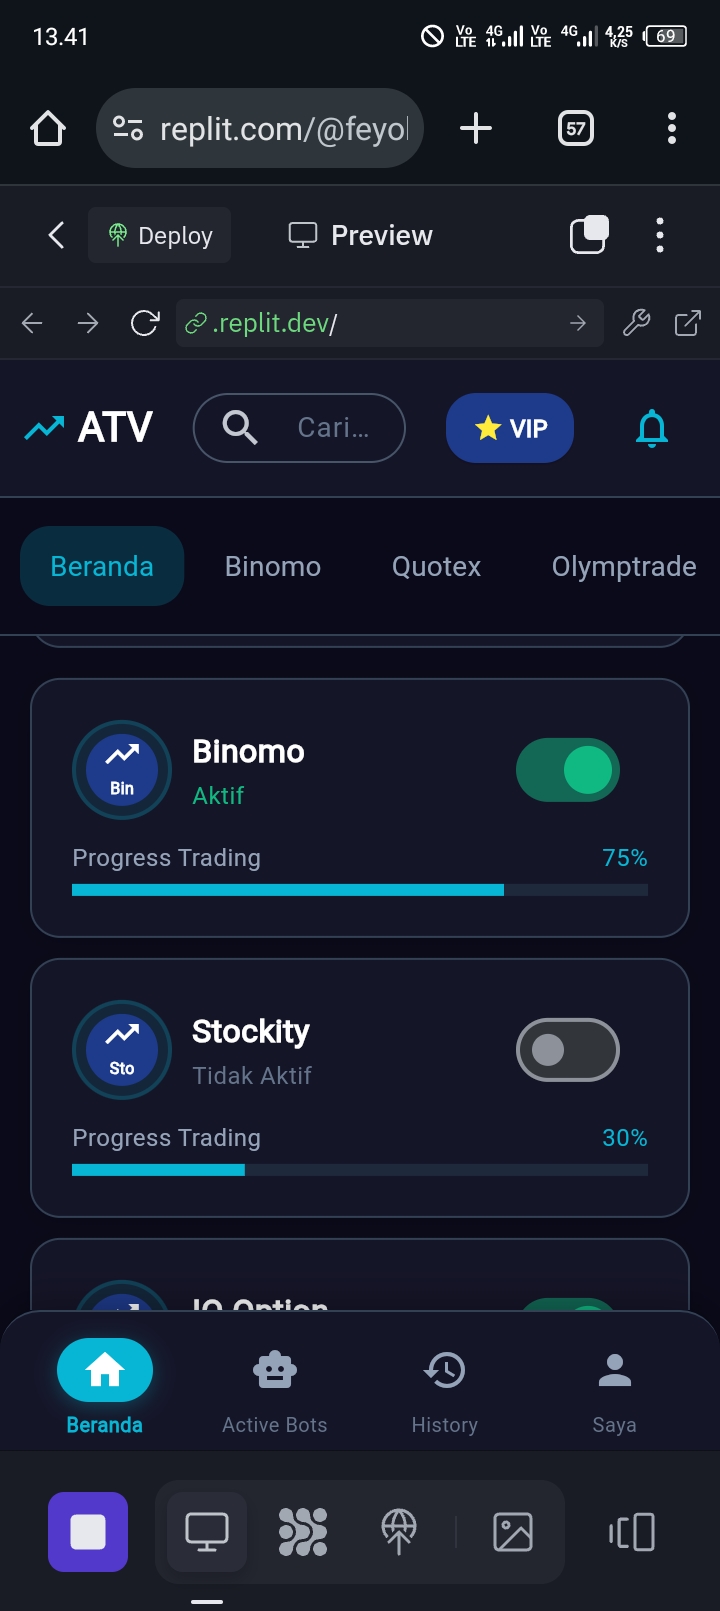 13.41
Vo LTE 4G Vo LTE 4G 4,25 K/S 69
replit.com/@feyo
57
Deploy
Preview
.replit.dev/
ATV
Cari...
VIP
Beranda Binomo Quotex Olymptrade
Bin
Binomo
Aktif
Progress Trading 75%
Sto
Stockity
Tidak Aktif
Progress Trading 30%
IQ Option
Beranda Active Bots History Saya